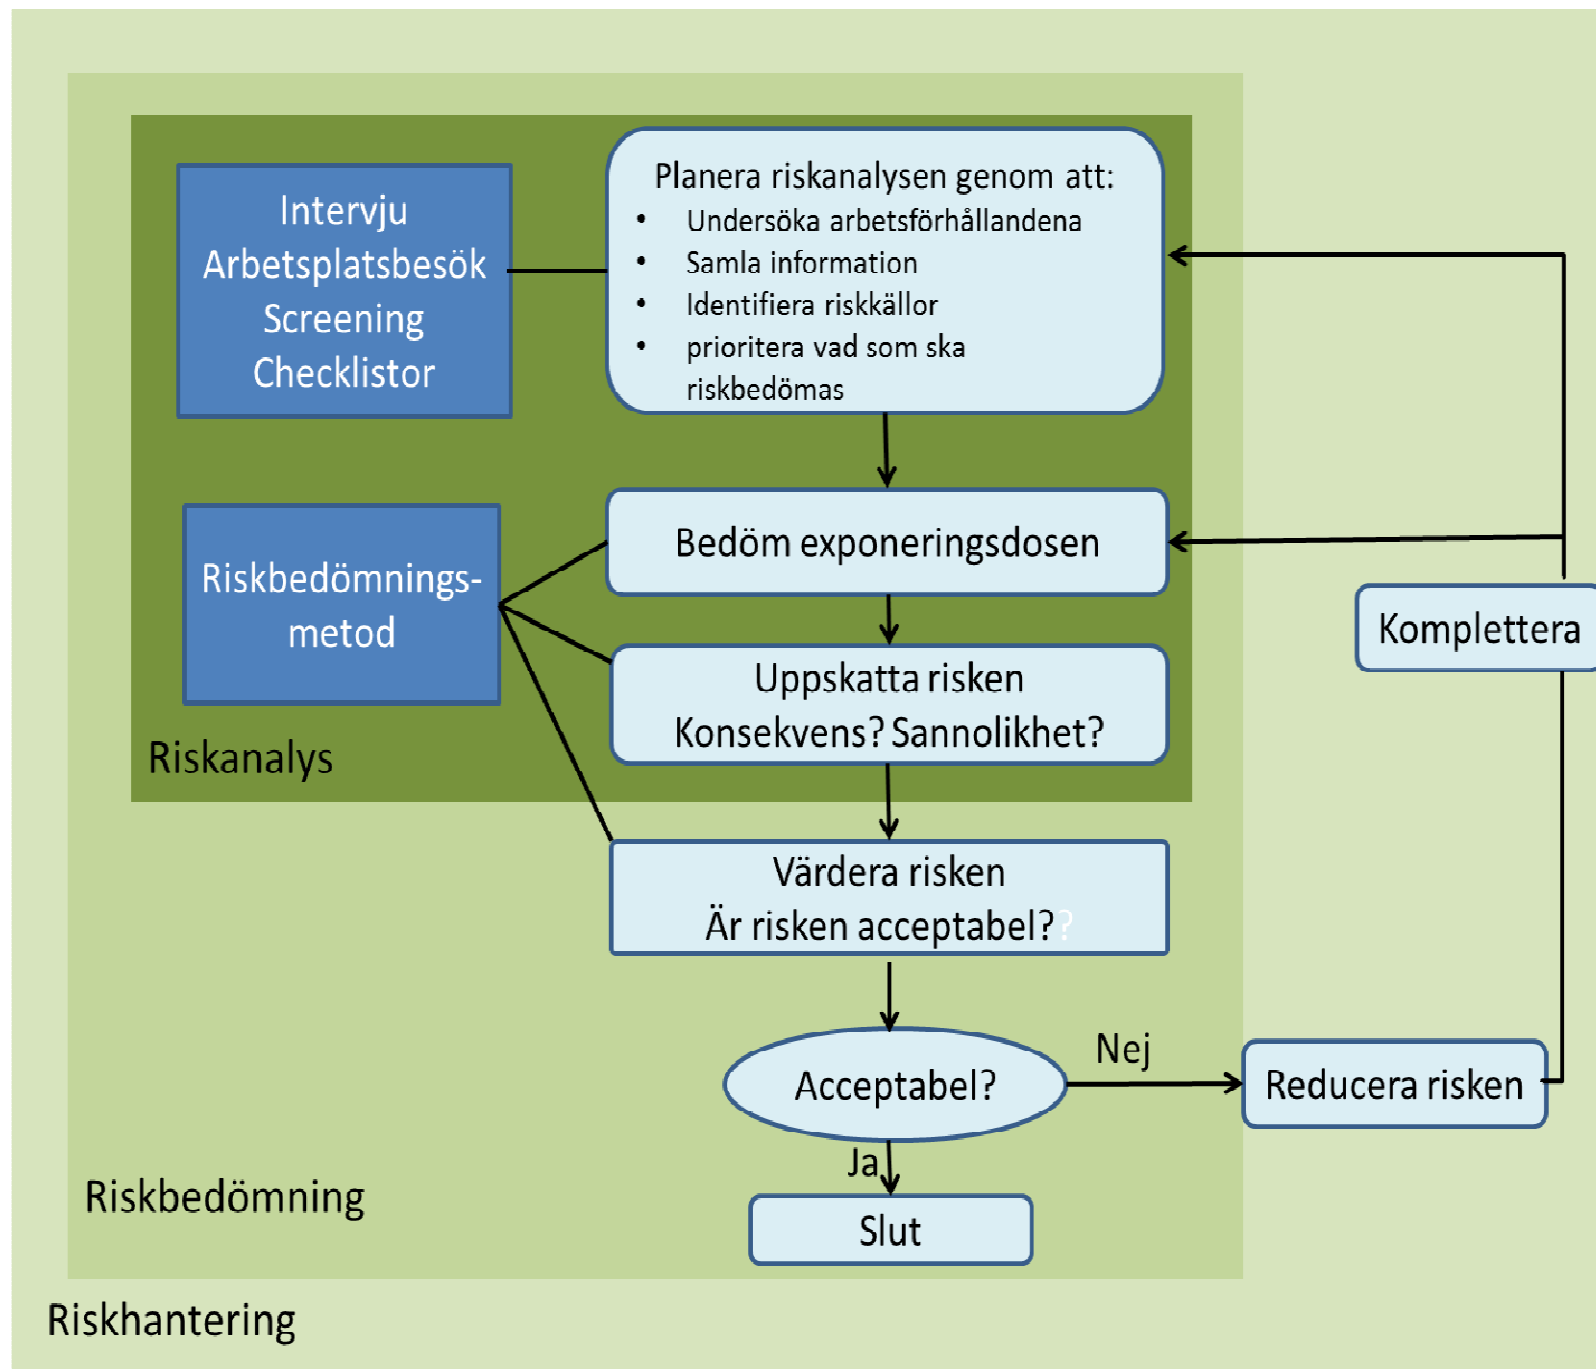 Intervju
Arbetsplatsbesök
Screening
Checklistor
Planera riskanalysen genom att:
• Undersöka arbetsförhållandena
• Samla information
• Identifiera riskkällor
• prioritera vad som ska
riskbedömas
Riskbedömnings-
metod
Bedöm exponeringsdosen
Komplettera
Uppskatta risken
Konsekvens? Sannolikhet?
Riskanalys
Värdera risken
Är risken acceptabel??
Acceptabel?
Nej
Reducera risken
Ja
Slut
Riskbedömning
Riskhantering